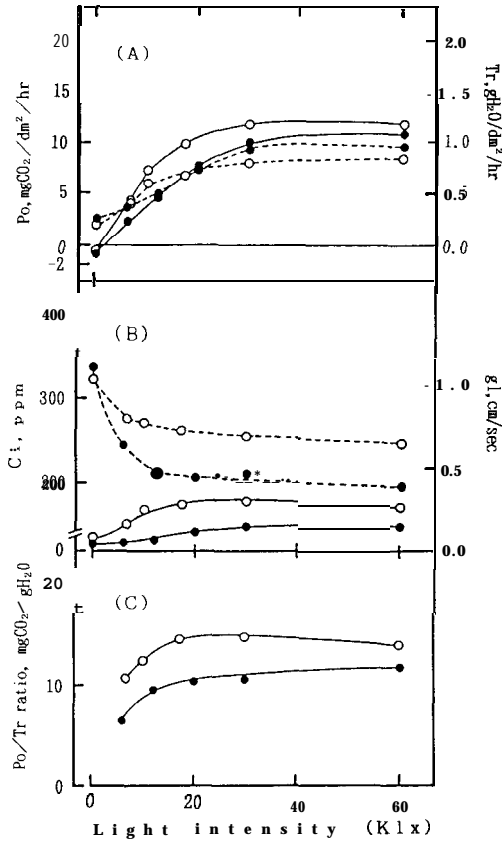 20
(A)
2.0
15
1.5
10
1.0
5
0.5
0
0.0
-2
Po, mgCO₂/dm²/hr
Tr, gH₂O/dm²/hr
400
(B)
300
1.0
200
*
0.5
0
0.0
Ci, ppm
gl, cm/sec
20
(C)
10
0
Po/Tr ratio, mgCO₂/gH₂O
0
20
40
60
Light intensity (Klx)